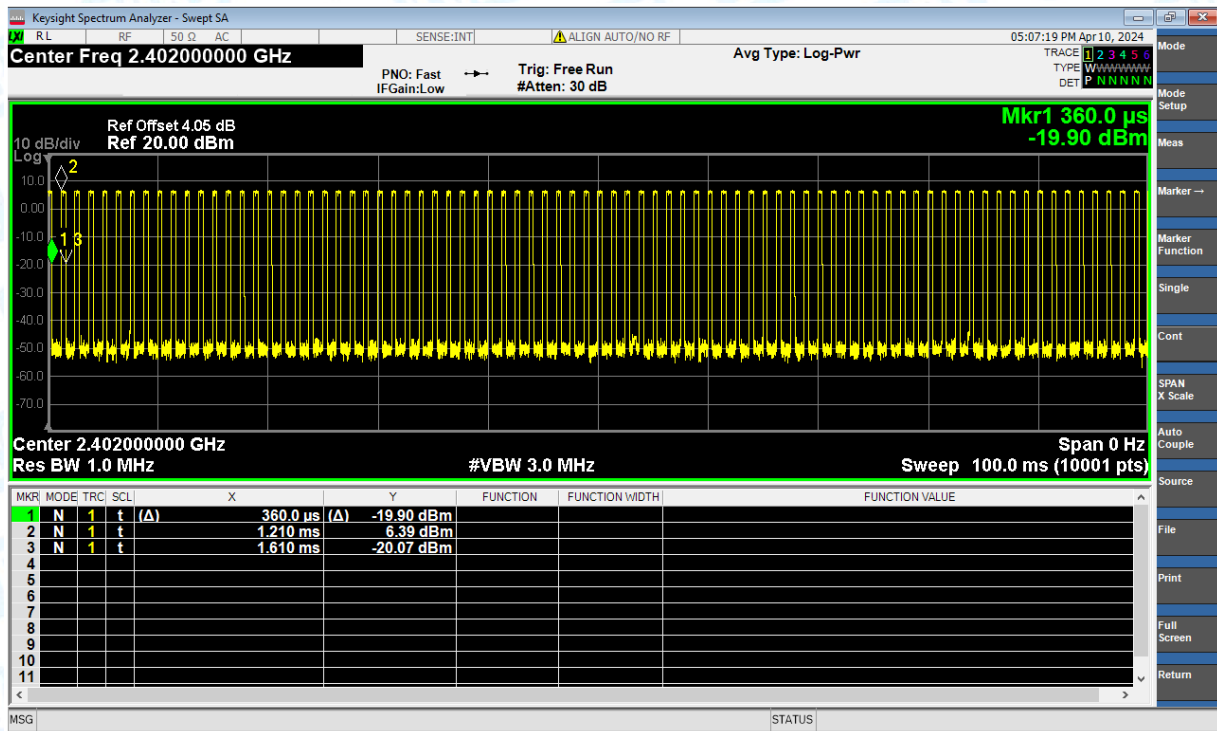 Keysight Spectrum Analyzer - Swept SA
LXI RL RF 50 Ω AC SENSE:INT ALIGN AUTO/NO RF 05:07:19 PM Apr 10, 2024
Center Freq 2.402000000 GHz
PNO: Fast
IFGain:Low
Trig: Free Run
#Atten: 30 dB
Avg Type: Log-Pwr
TRACE 1 2 3 4 5 6
TYPE WWWWWW
DET P N N N N N
Mkr1 360.0 µs
-19.90 dBm
Ref Offset 4.05 dB
10 dB/div Ref 20.00 dBm
Log
10.0
0.00
-10.0
-20.0
-30.0
-40.0
-50.0
-60.0
-70.0
2
1 3
Center 2.402000000 GHz Span 0 Hz
Res BW 1.0 MHz #VBW 3.0 MHz Sweep 100.0 ms (10001 pts)
MKR MODE TRC SCL X Y FUNCTION FUNCTION WIDTH FUNCTION VALUE
1 N 1 t (Δ) 360.0 µs (Δ) -19.90 dBm
2 N 1 t 1.210 ms 6.39 dBm
3 N 1 t 1.610 ms -20.07 dBm
4
5
6
7
8
9
10
11
MSG STATUS
Mode
Mode
Setup
Meas
Marker →
Marker
Function
Single
Cont
SPAN
X Scale
Auto
Couple
Source
File
Print
Full
Screen
Return